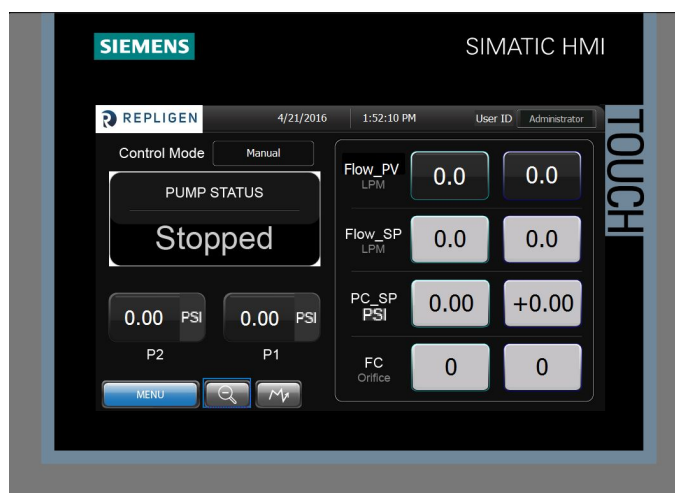 SIEMENS
SIMATIC HMI
TOUCH
REPLIGEN
4/21/2016
1:52:10 PM
User ID
Administrator
Control Mode
Manual
PUMP STATUS
Stopped
0.00 PSI
0.00 PSI
P2
P1
MENU
Flow_PV
LPM
0.0
0.0
Flow_SP
LPM
0.0
0.0
PC_SP
PSI
0.00
+0.00
FC
Orifice
0
0